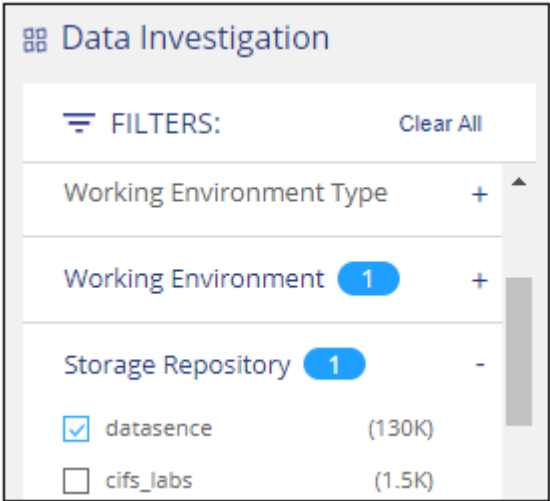 Data Investigation
FILTERS: Clear All
Working Environment Type +
Working Environment 1 +
Storage Repository 1 -
datasence (130K)
cifs_labs (1.5K)